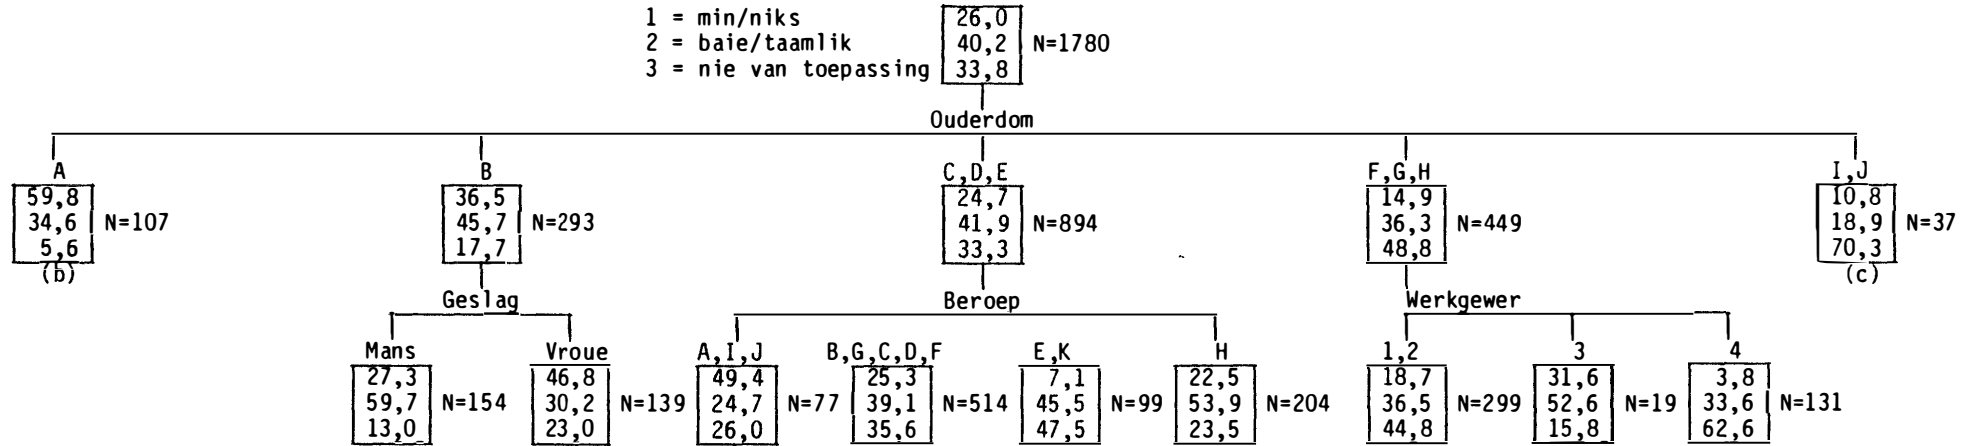 1 = min/niks 26,0
2 = baie/taamlik 40,2 N=1780
3 = nie van toepassing 33,8
Ouderdom
A B C,D,E F,G,H I,J
59,8 36,5 24,7 14,9 10,8
34,6 N=107 45,7 N=293 41,9 N=894 36,3 N=449 18,9 N=37
5,6 17,7 33,3 48,8 70,3
(b) (c)
Geslag Beroep Werkgewer
Mans Vroue A,I,J B,G,C,D,F E,K H 1,2 3 4
27,3 46,8 49,4 25,3 7,1 22,5 18,7 31,6 3,8
59,7 N=154 30,2 N=139 24,7 N=77 39,1 N=514 45,5 N=99 53,9 N=204 36,5 N=299 52,6 N=19 33,6 N=131
13,0 23,0 26,0 35,6 47,5 23,5 44,8 15,8 62,6